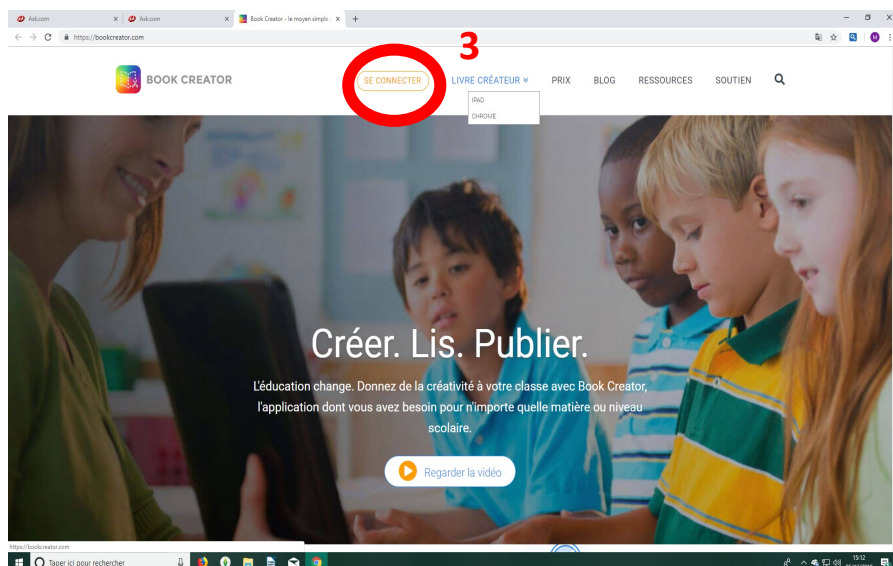 Ask.com
Ask.com
Book Creator - le moyen simple
https://bookcreator.com
M
3
BOOK CREATOR
SE CONNECTER
LIVRE CRÉATEUR
PRIX
BLOG
RESSOURCES
SOUTIEN
IPAD
CHROME
Créer. Lis. Publier.
L'éducation change. Donnez de la créativité à votre classe avec Book Creator,
l'application dont vous avez besoin pour n'importe quelle matière ou niveau
scolaire.
Regarder la vidéo
https://bookcreator.com
Taper ici pour rechercher
15:12